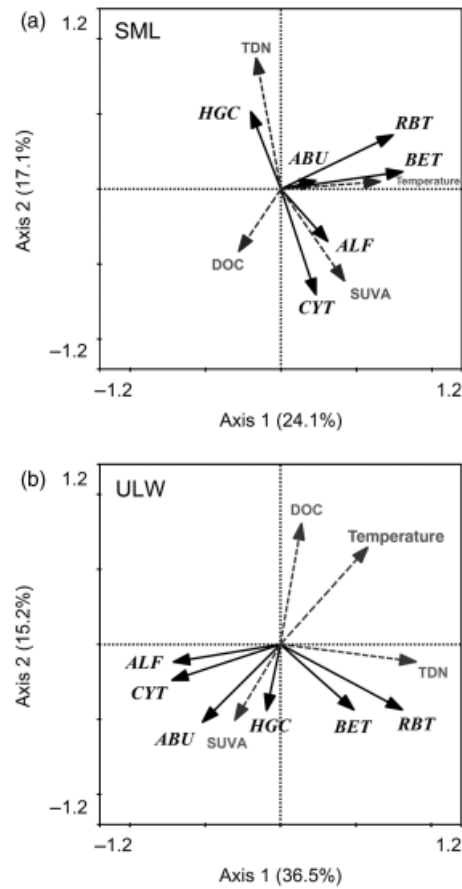 (a)
1.2
SML
TDN
HGC
RBT
ABU
BET
Temperature
ALF
DOC
SUVA
CYT
Axis 2 (17.1%)
−1.2
−1.2
1.2
Axis 1 (24.1%)
(b)
1.2
ULW
DOC
Temperature
ALF
TDN
CYT
ABU
SUVA
HGC
BET
RBT
Axis 2 (15.2%)
−1.2
−1.2
1.2
Axis 1 (36.5%)